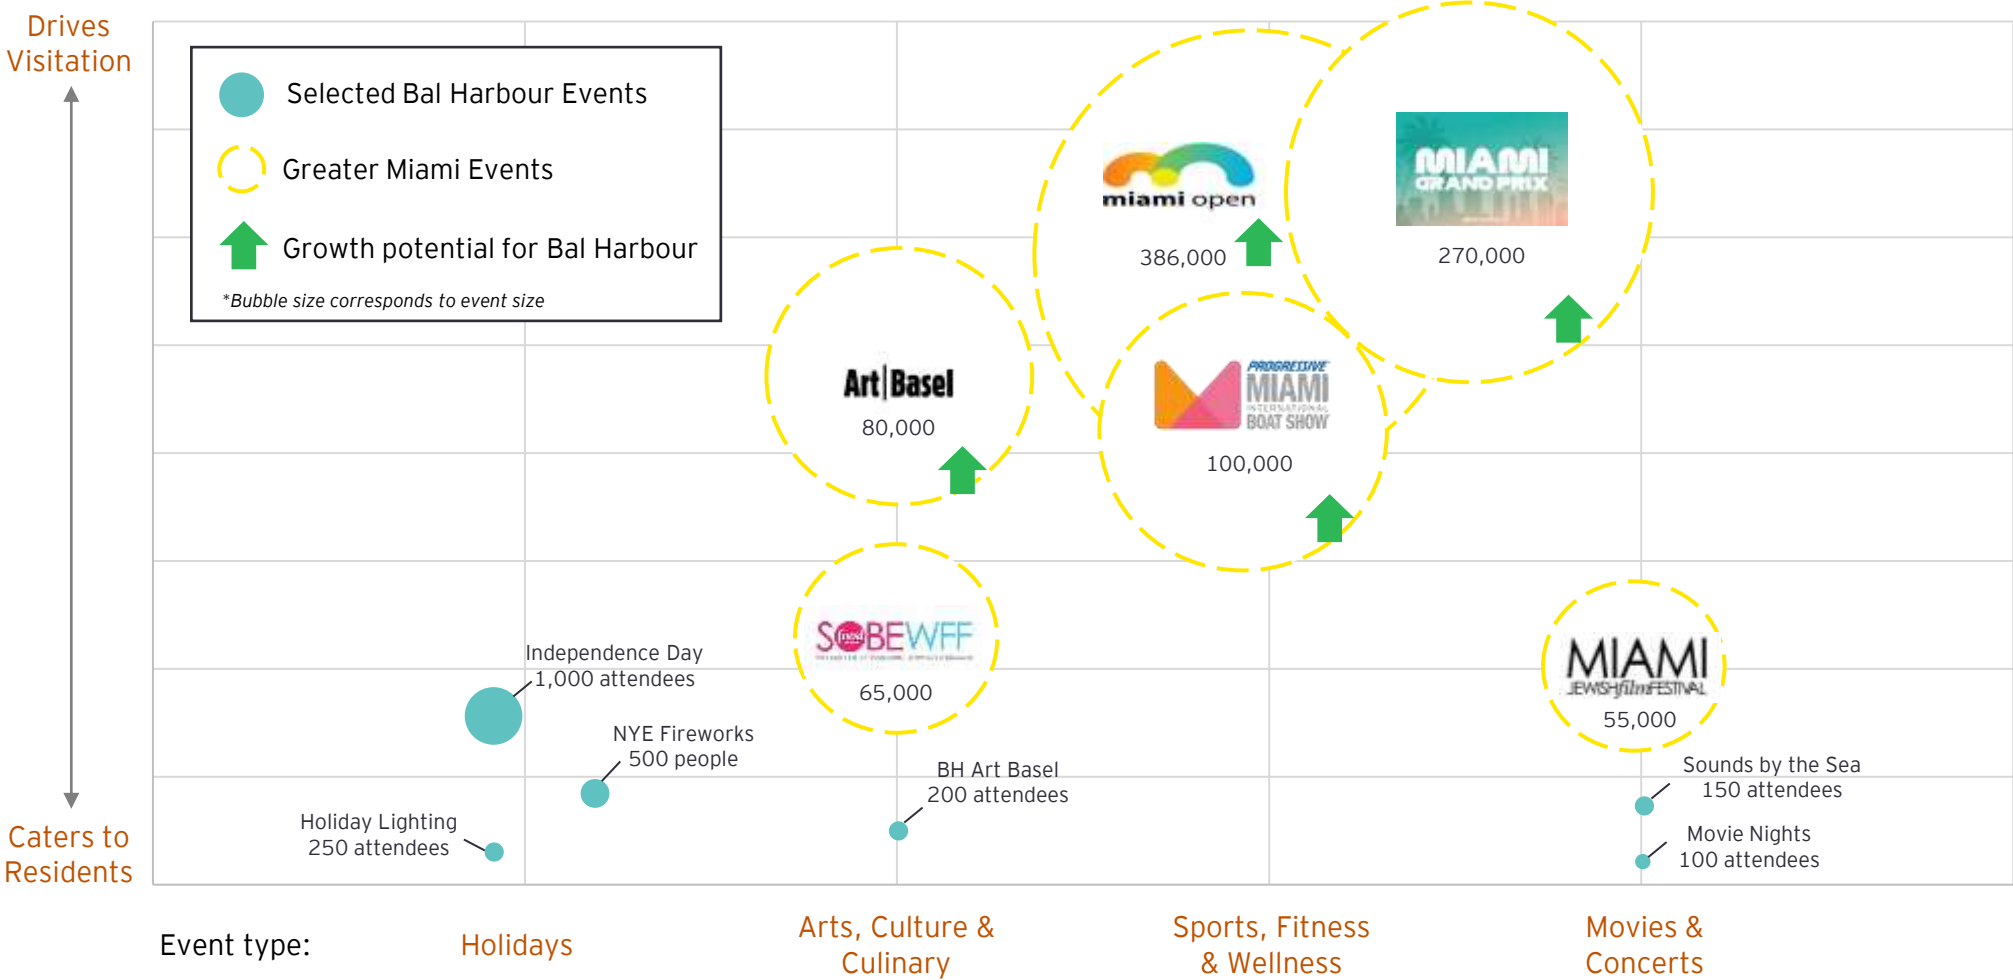 Drives
Visitation
Selected Bal Harbour Events
Greater Miami Events
Growth potential for Bal Harbour
*Bubble size corresponds to event size
miami open
386,000
MIAMI
GRAND PRIX
270,000
Art|Basel
80,000
PROGRESSIVE
MIAMI
INTERNATIONAL
BOAT SHOW
100,000
SOBEWFF
65,000
MIAMI
JEWISH film FESTIVAL
55,000
Independence Day
1,000 attendees
NYE Fireworks
500 people
Holiday Lighting
250 attendees
BH Art Basel
200 attendees
Sounds by the Sea
150 attendees
Movie Nights
100 attendees
Caters to
Residents
Event type:
Holidays
Arts, Culture &
Culinary
Sports, Fitness
& Wellness
Movies &
Concerts